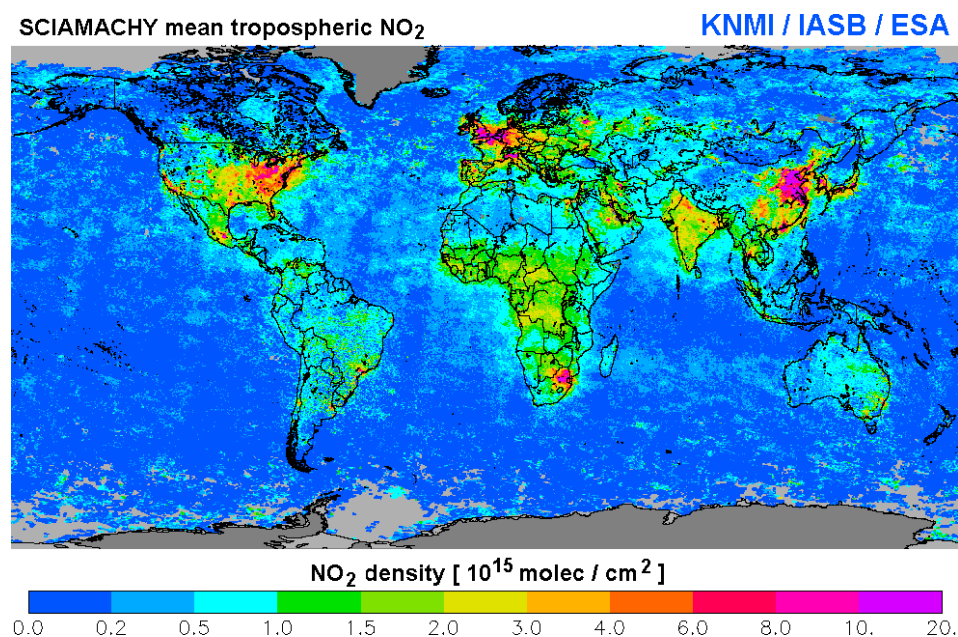 SCIAMACHY mean tropospheric NO2
KNMI / IASB / ESA
NO2 density [ 10^15 molec / cm^2 ]
0.0 0.2 0.5 1.0 1.5 2.0 3.0 4.0 6.0 8.0 10. 20.